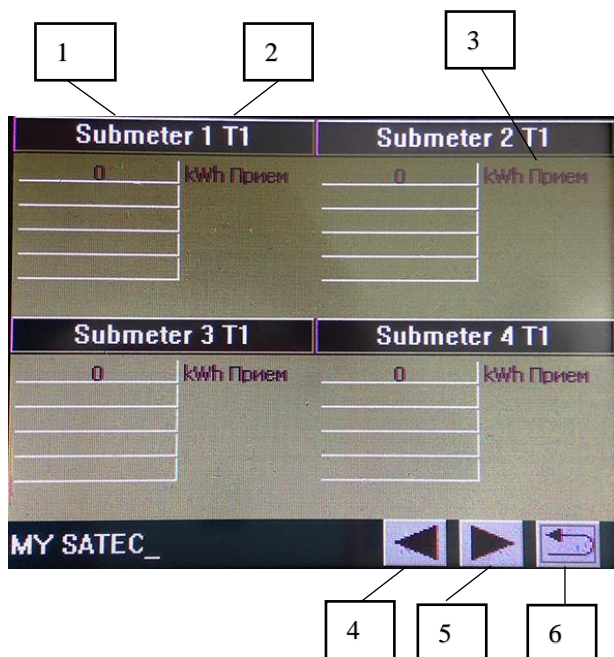 1 2 3
Submeter 1 T1 Submeter 2 T1
0 kWh Прием 0 kWh Прием
Submeter 3 T1 Submeter 4 T1
0 kWh Прием 0 kWh Прием
MY SATEC_
4 5 6